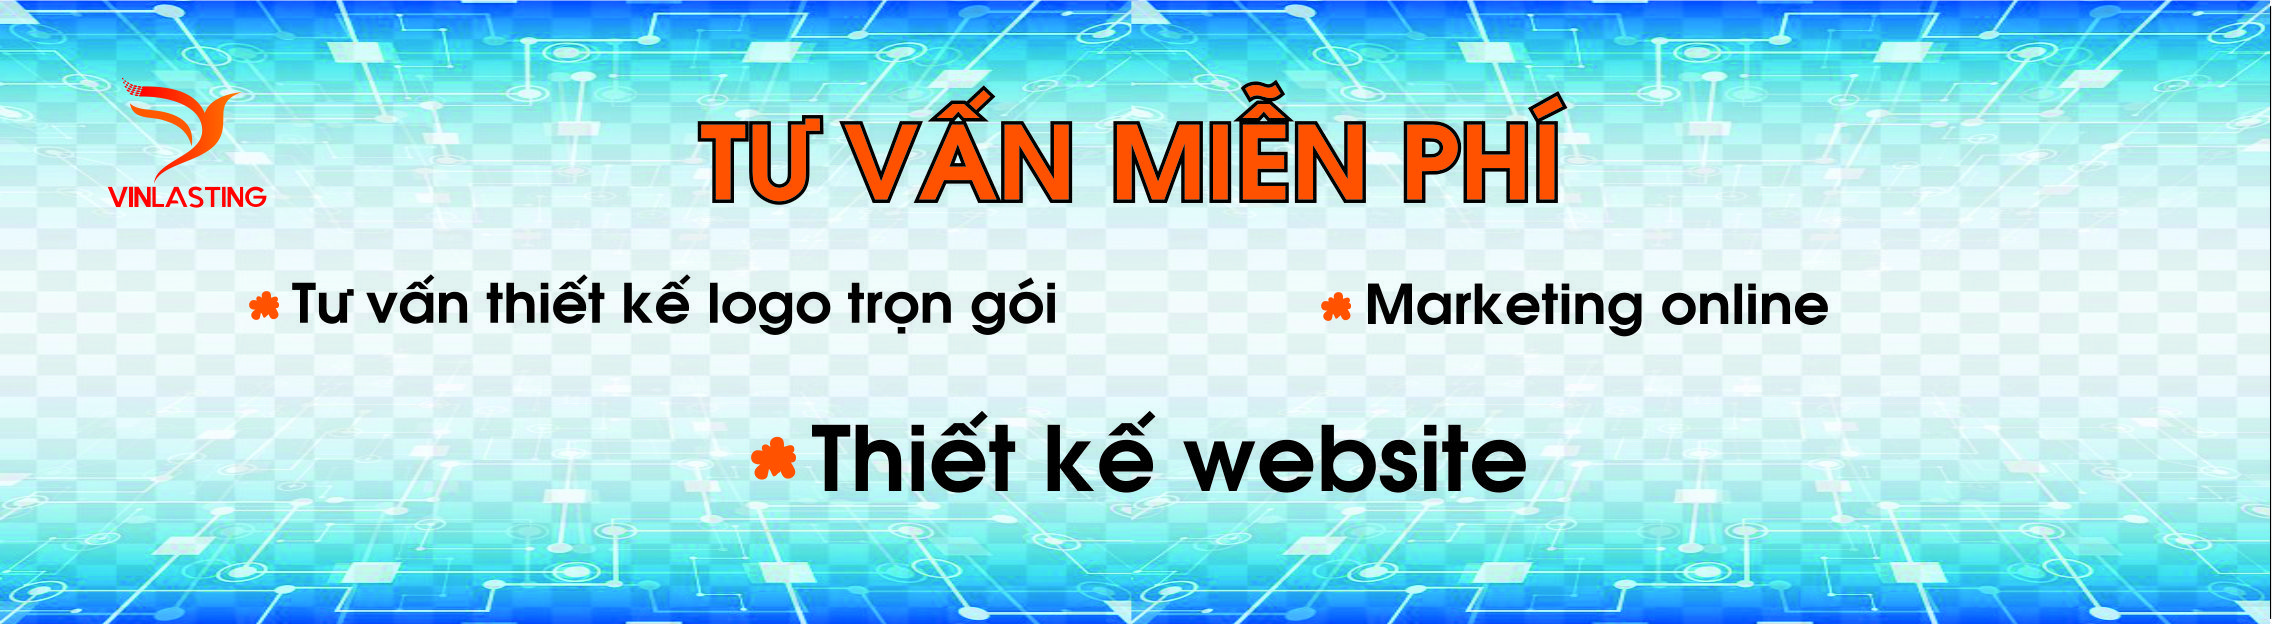 VINLASTING
TƯ VẤN MIỄN PHÍ
Tư vấn thiết kế logo trọn gói
Marketing online
Thiết kế website